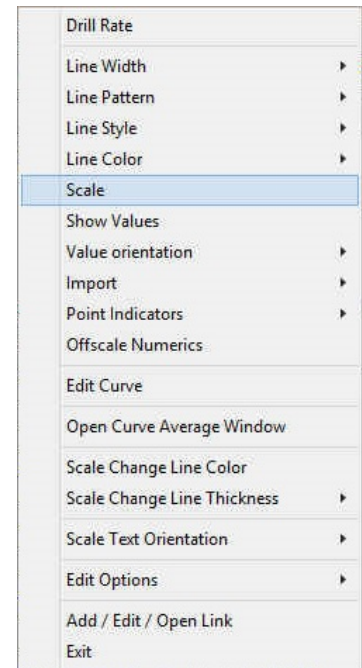 Drill Rate
Line Width
Line Pattern
Line Style
Line Color
Scale
Show Values
Value orientation
Import
Point Indicators
Offscale Numerics
Edit Curve
Open Curve Average Window
Scale Change Line Color
Scale Change Line Thickness
Scale Text Orientation
Edit Options
Add / Edit / Open Link
Exit